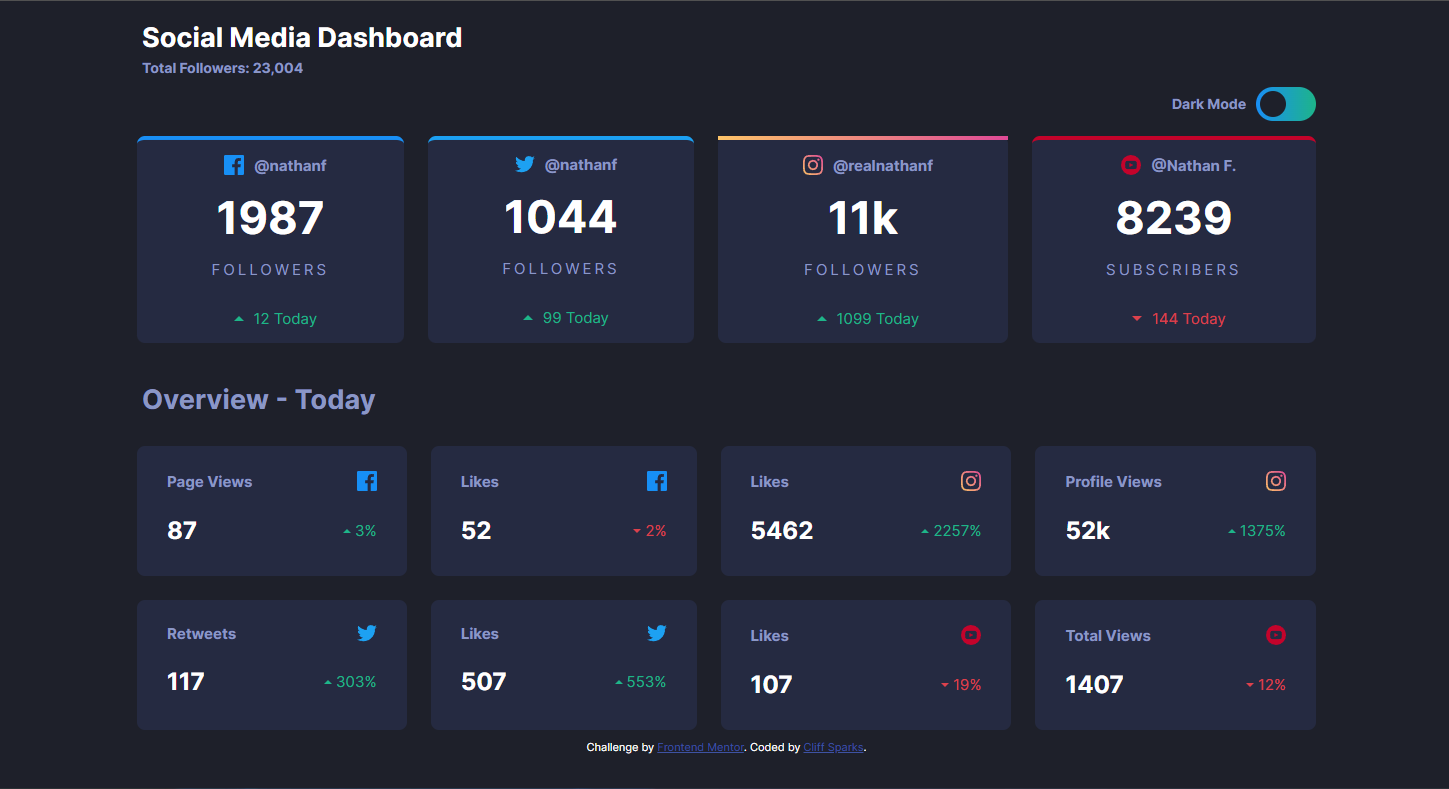 Social Media Dashboard
Total Followers: 23,004
Dark Mode
@nathanf
1987
FOLLOWERS
12 Today
@nathanf
1044
FOLLOWERS
99 Today
@realnathanf
11k
FOLLOWERS
1099 Today
@Nathan F.
8239
SUBSCRIBERS
144 Today
Overview - Today
Page Views
87
3%
Likes
52
2%
Likes
5462
2257%
Profile Views
52k
1375%
Retweets
117
303%
Likes
507
553%
Likes
107
19%
Total Views
1407
12%
Challenge by Frontend Mentor. Coded by Cliff Sparks.